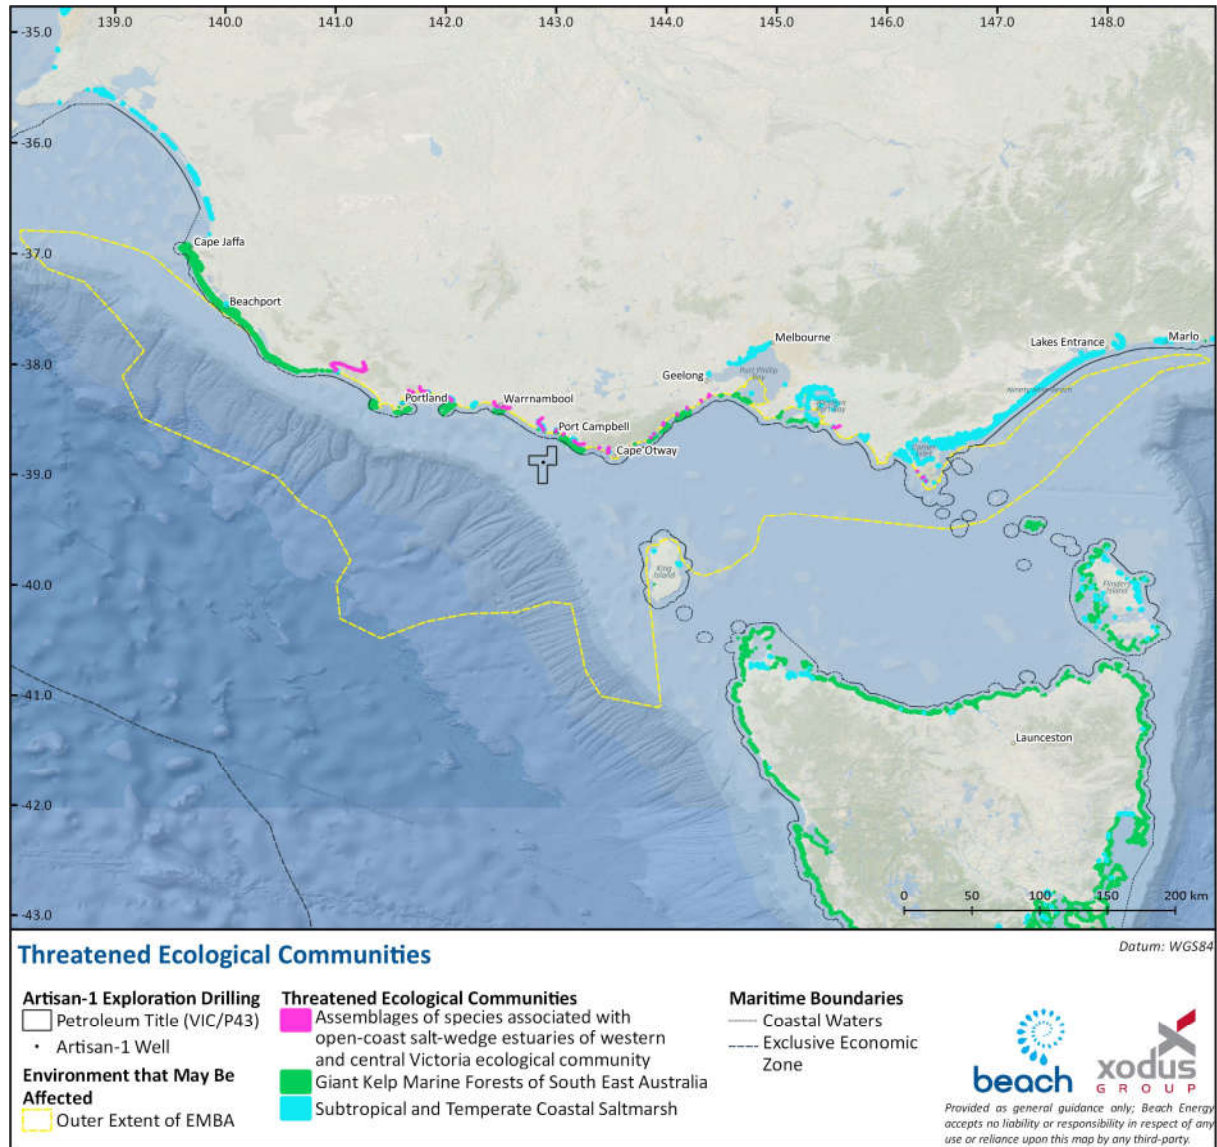 139.0 140.0 141.0 142.0 143.0 144.0 145.0 146.0 147.0 148.0
-35.0
-36.0
-37.0
-38.0
-39.0
-40.0
-41.0
-42.0
-43.0
Cape Jaffa
Beachport
Portland
Warrnambool
Port Campbell
Cape Otway
Geelong
Melbourne
Port Phillip
Bay
Lakes Entrance
Marlo
King
Island
Flinders
Island
Launceston
0 50 100 150 200 km
Threatened Ecological Communities
Datum: WGS84
Artisan-1 Exploration Drilling
Petroleum Title (VIC/P43)
Artisan-1 Well
Environment that May Be
Affected
Outer Extent of EMBA
Threatened Ecological Communities
Assemblages of species associated with
open-coast salt-wedge estuaries of western
and central Victoria ecological community
Giant Kelp Marine Forests of South East Australia
Subtropical and Temperate Coastal Saltmarsh
Maritime Boundaries
Coastal Waters
Exclusive Economic
Zone
beach
xodus
GROUP
Provided as general guidance only; Beach Energy
accepts no liability or responsibility in respect of any
use or reliance upon this map by any third-party.